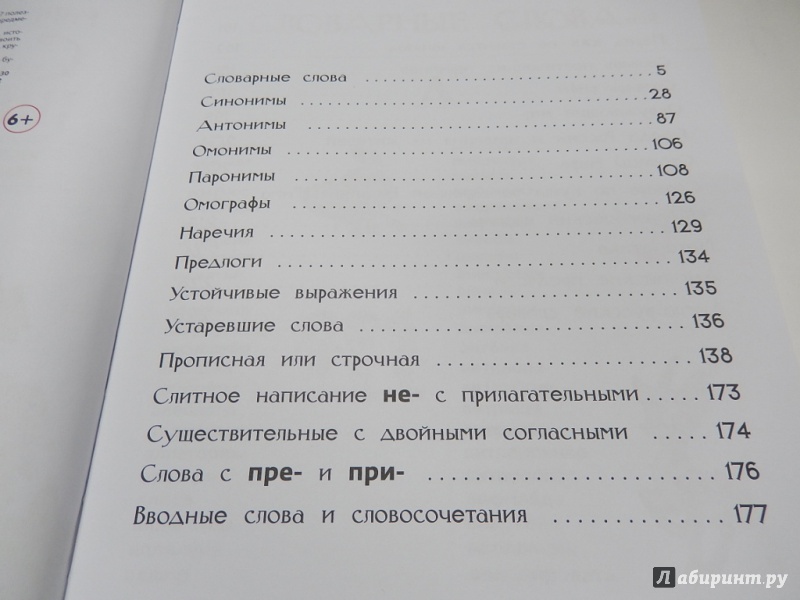 6+
Словарные слова ........................ 5
Синонимы ........................ 28
Антонимы ........................ 87
Омонимы ........................ 106
Паронимы ........................ 108
Омографы ........................ 126
Наречия ........................ 129
Предлоги ........................ 134
Устойчивые выражения ........................ 135
Устаревшие слова ........................ 136
Прописная или строчная ........................ 138
Слитное написание не- с прилагательными ..... 173
Существительные с двойными согласными ..... 174
Слова с пре- и при- ................. 176
Вводные слова и словосочетания ............. 177
Лабиринт.ру